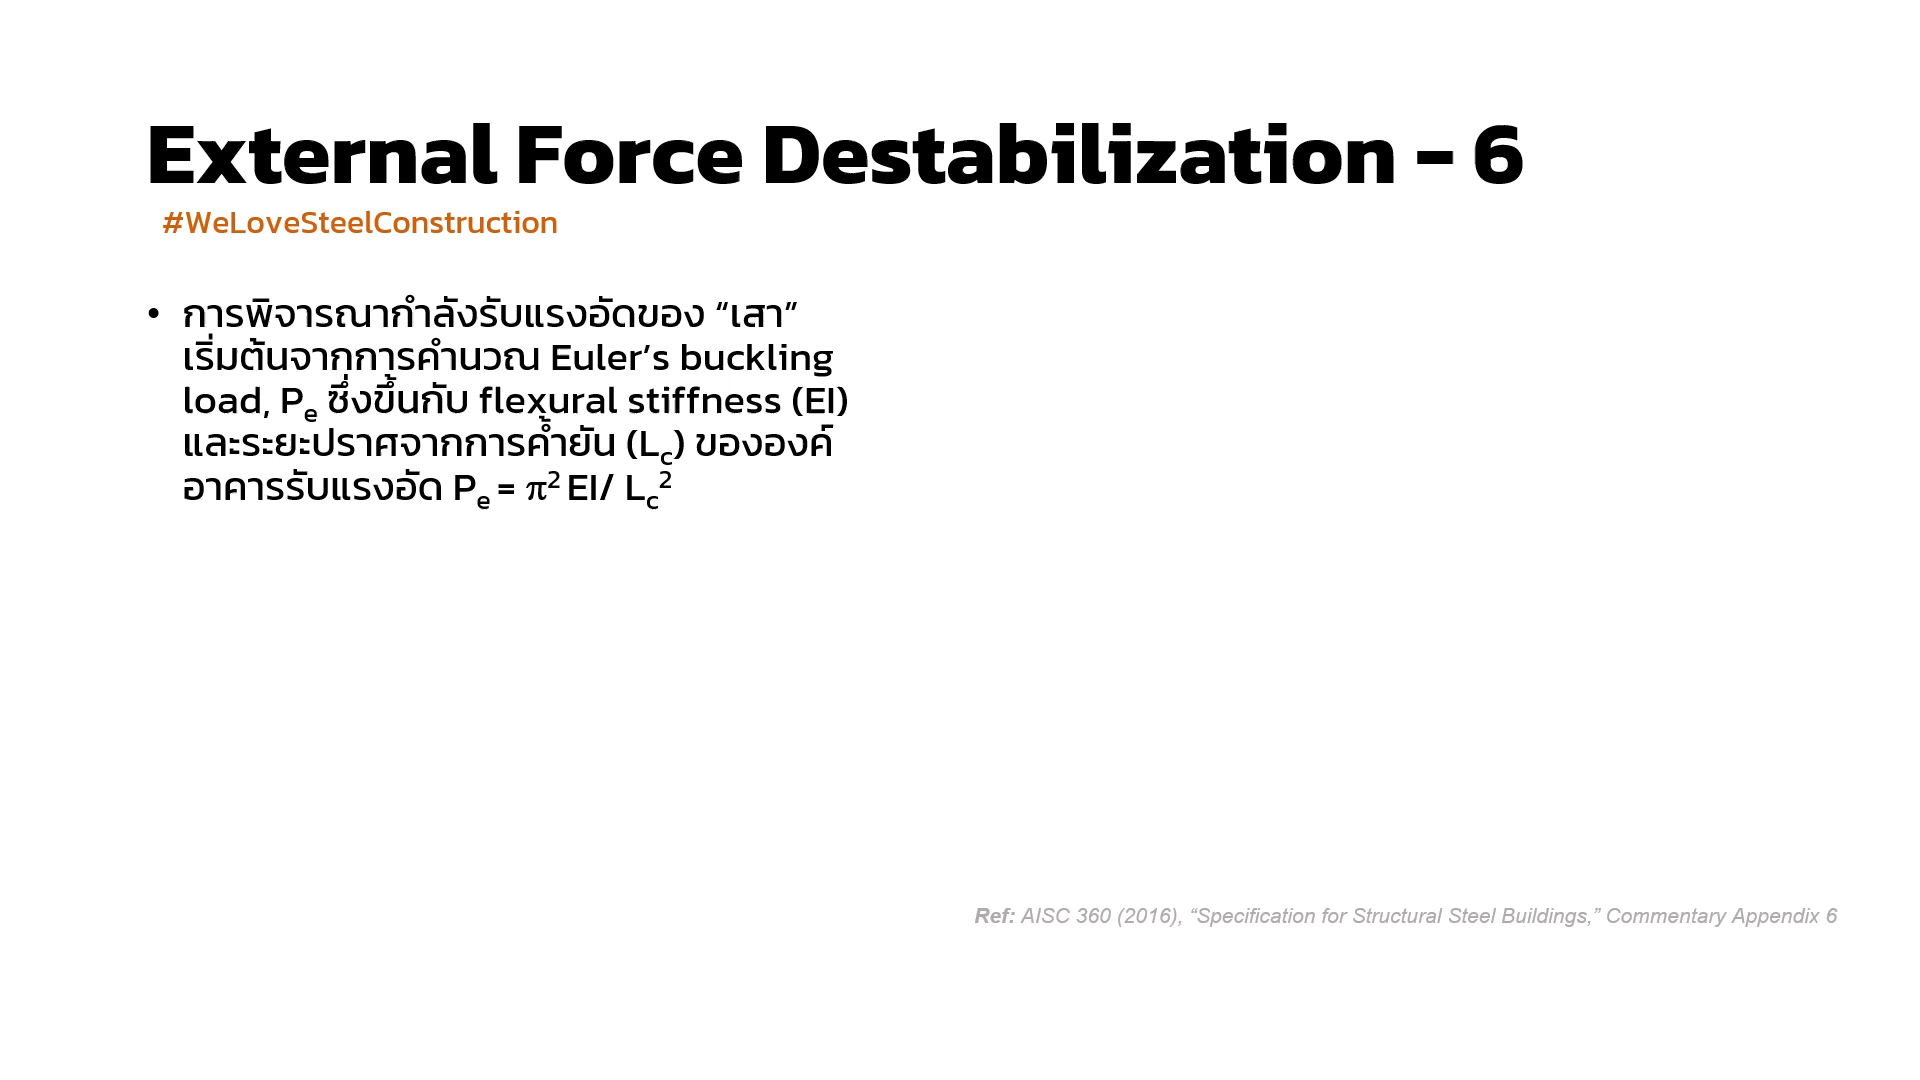 External Force Destabilization - 6
#WeLoveSteelConstruction
• การพิจารณากำลังรับแรงอัดของ “เสา”
เริ่มต้นจากการคำนวณ Euler’s buckling
load, Pₑ ซึ่งขึ้นกับ flexural stiffness (EI)
และระยะปราศจากการค้ำยัน (L_c) ขององค์
อาคารรับแรงอัด Pₑ = π² EI/ L_c²
Ref: AISC 360 (2016), “Specification for Structural Steel Buildings,” Commentary Appendix 6